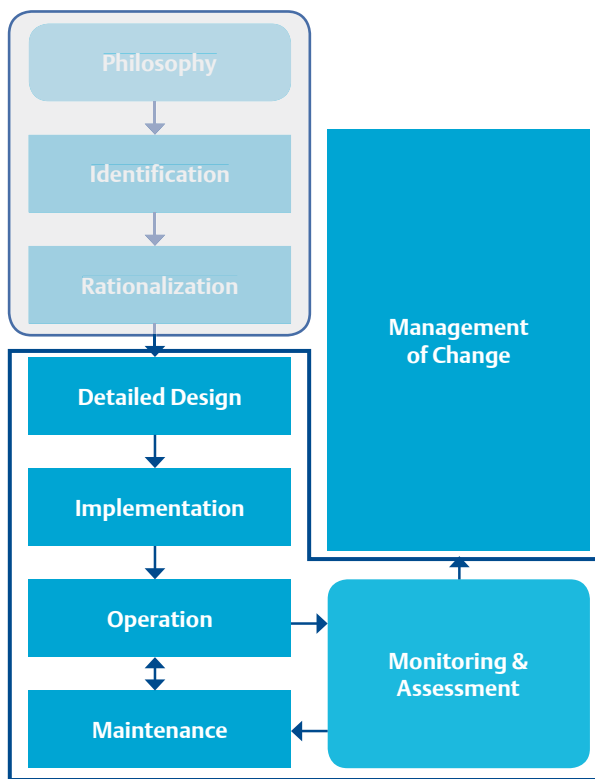 Philosophy
Identification
Rationalization
Management
of Change
Detailed Design
Implementation
Operation
Monitoring &
Assessment
Maintenance